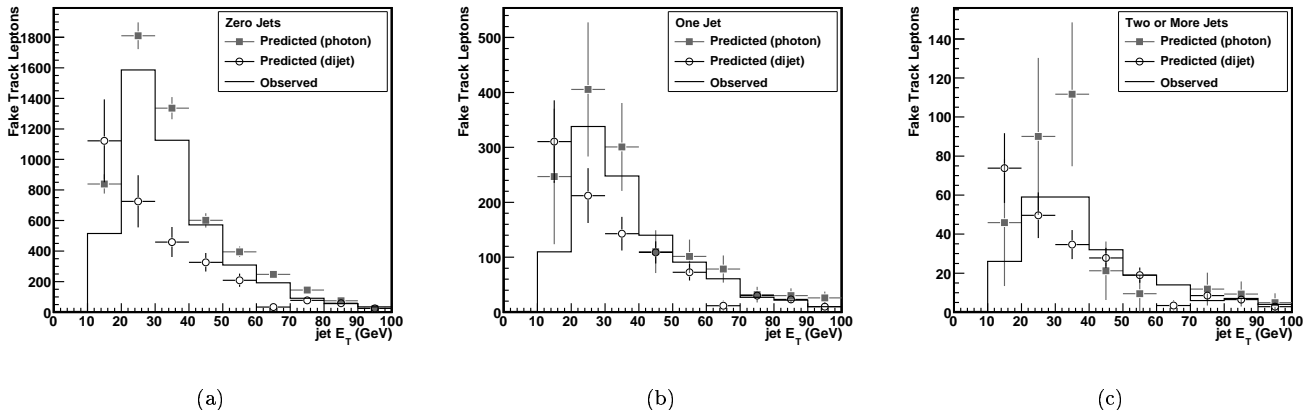 Fake Track Leptons
1800
1600
1400
1200
1000
800
600
400
200
0
Zero Jets
Predicted (photon)
Predicted (dijet)
Observed
0 10 20 30 40 50 60 70 80 90 100
jet E_T (GeV)
(a)
Fake Track Leptons
500
400
300
200
100
0
One Jet
Predicted (photon)
Predicted (dijet)
Observed
0 10 20 30 40 50 60 70 80 90 100
jet E_T (GeV)
(b)
Fake Track Leptons
140
120
100
80
60
40
20
0
Two or More Jets
Predicted (photon)
Predicted (dijet)
Observed
0 10 20 30 40 50 60 70 80 90 100
jet E_T (GeV)
(c)